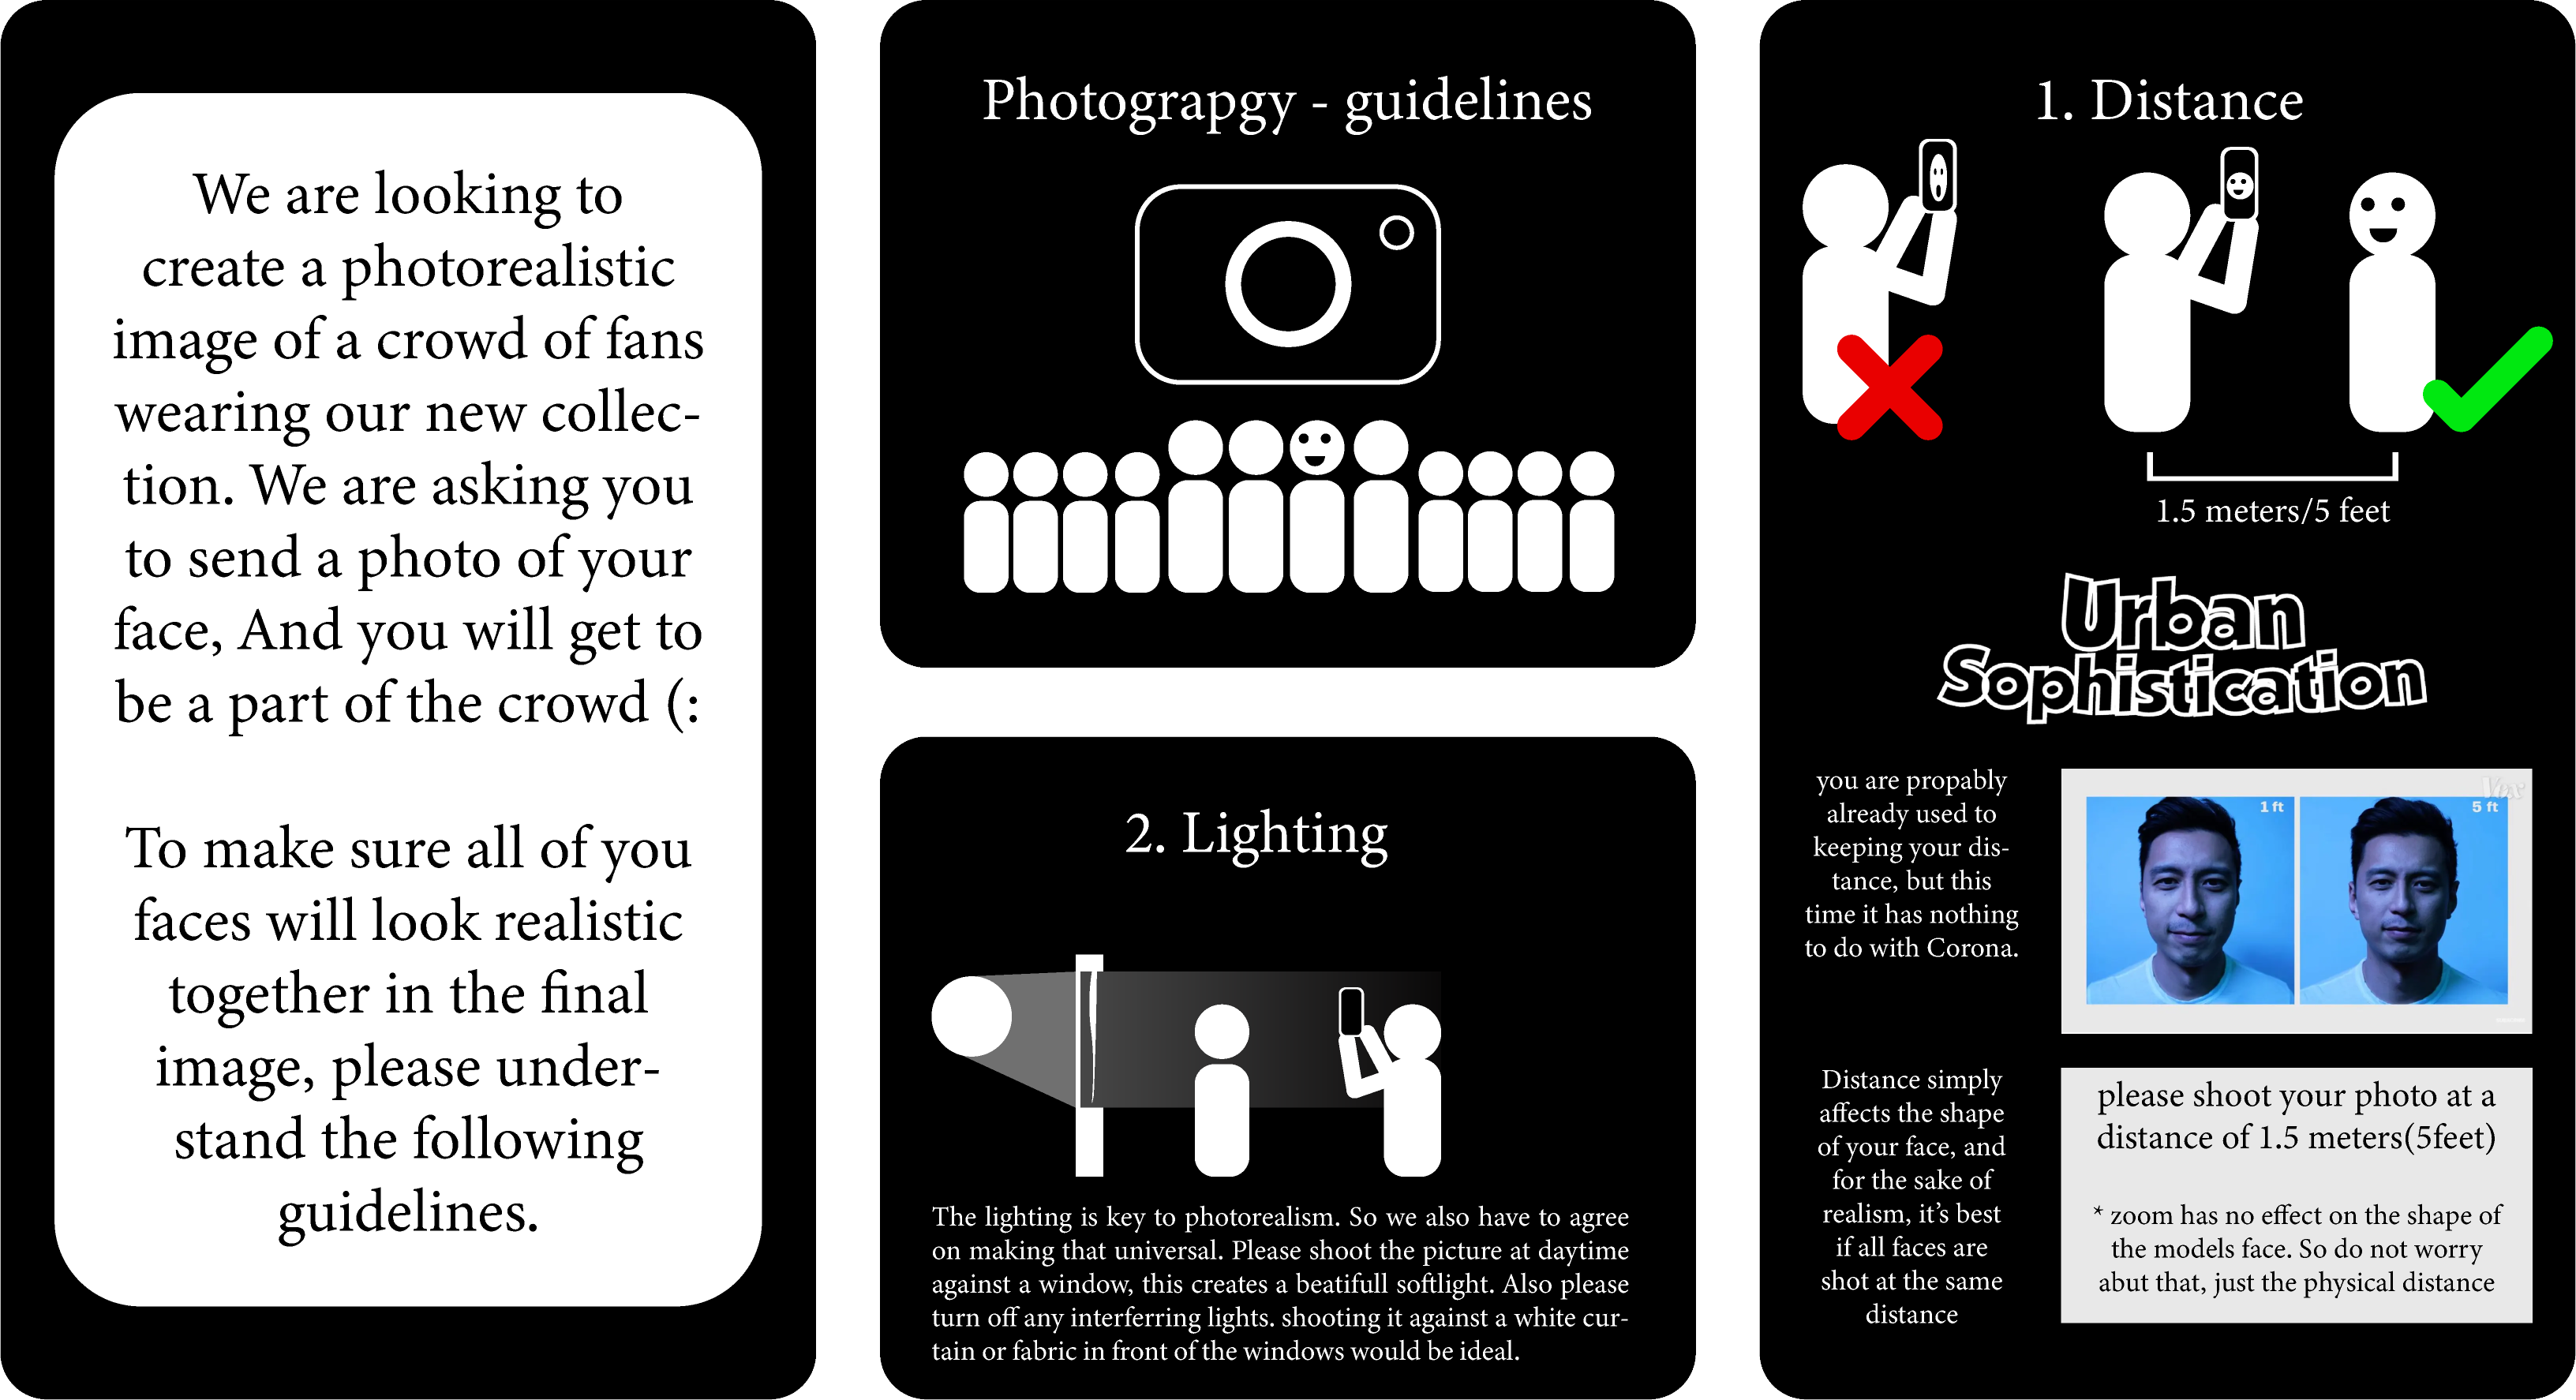 We are looking to
create a photorealistic
image of a crowd of fans
wearing our new collec-
tion. We are asking you
to send a photo of your
face, And you will get to
be a part of the crowd (:
To make sure all of you
faces will look realistic
together in the final
image, please under-
stand the following
guidelines.
Photograpgy - guidelines
1. Distance
1.5 meters/5 feet
Urban
Sophistication
you are propably
already used to
keeping your dis-
tance, but this
time it has nothing
to do with Corona.
Vox
1 ft
5 ft
Distance simply
affects the shape
of your face, and
for the sake of
realism, it’s best
if all faces are
shot at the same
distance
please shoot your photo at a
distance of 1.5 meters(5feet)
* zoom has no effect on the shape of
the models face. So do not worry
abut that, just the physical distance
2. Lighting
The lighting is key to photorealism. So we also have to agree
on making that universal. Please shoot the picture at daytime
against a window, this creates a beatifull softlight. Also please
turn off any interferring lights. shooting it against a white cur-
tain or fabric in front of the windows would be ideal.